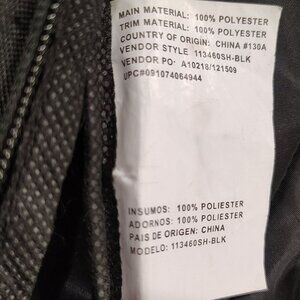 MAIN MATERIAL: 100% POLYESTER
TRIM MATERIAL: 100% POLYESTER
COUNTRY OF ORIGIN: CHINA #130A
VENDOR STYLE 113460SH-BLK
VENDOR PO: A10218/121509
UPC#091074064944
INSUMOS: 100% POLIESTER
ADORNOS: 100% POLIESTER
PAIS DE ORIGEN: CHINA
MODELO: 113460SH-BLK